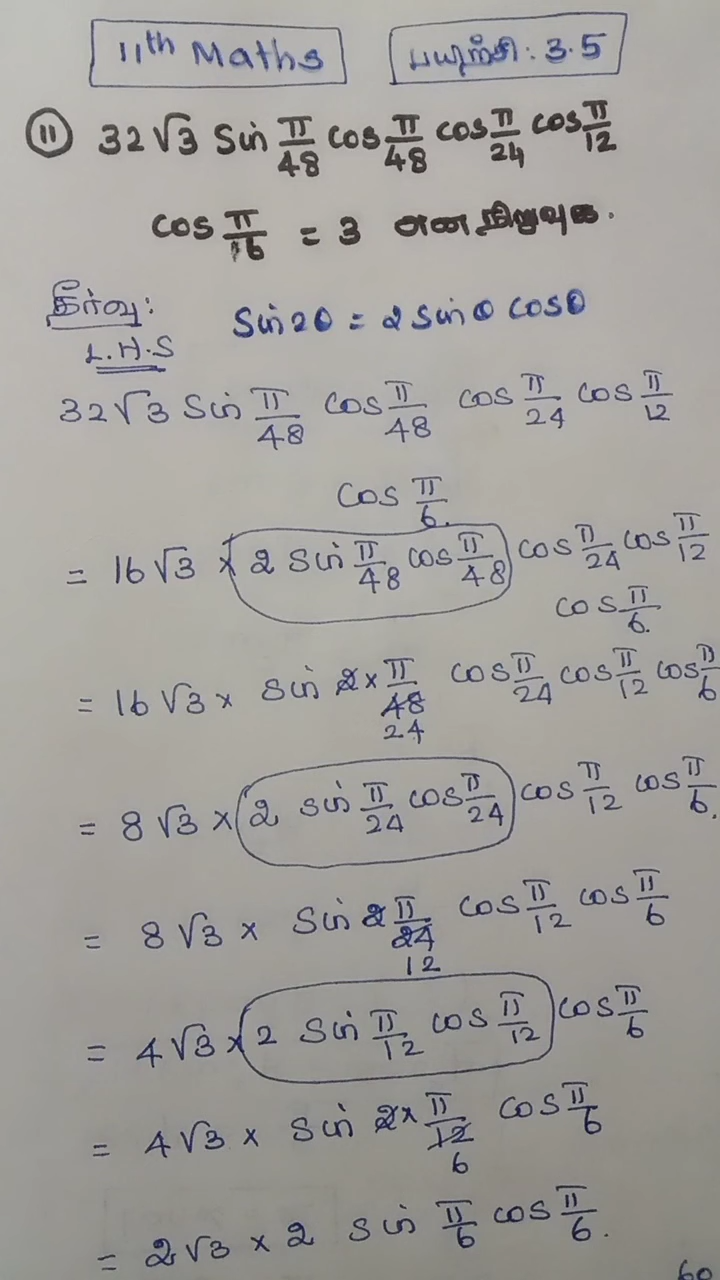 11th Maths பயிற்சி : 3.5
⑪ 32√3 Sin π/48 cos π/48 cos π/24 cos π/12
cos π/16 = 3 என நிறுவுக.
தீர்வு: Sin 2θ = 2 Sin θ cos θ
L.H.S
32√3 Sin π/48 cos π/48 cos π/24 cos π/12
cos π/6.
= 16√3 × 2 Sin π/48 cos π/48 cos π/24 cos π/12
cos π/6.
= 16√3 × Sin 2 × π/48 cos π/24 cos π/12 cos π/6
24
= 8√3 × 2 Sin π/24 cos π/24 cos π/12 cos π/6.
= 8√3 × Sin 2 π/24 cos π/12 cos π/6
12
= 4√3 × 2 Sin π/12 cos π/12 cos π/6
= 4√3 × Sin 2 × π/12 cos π/6
6
= 2√3 × 2 Sin π/6 cos π/6.